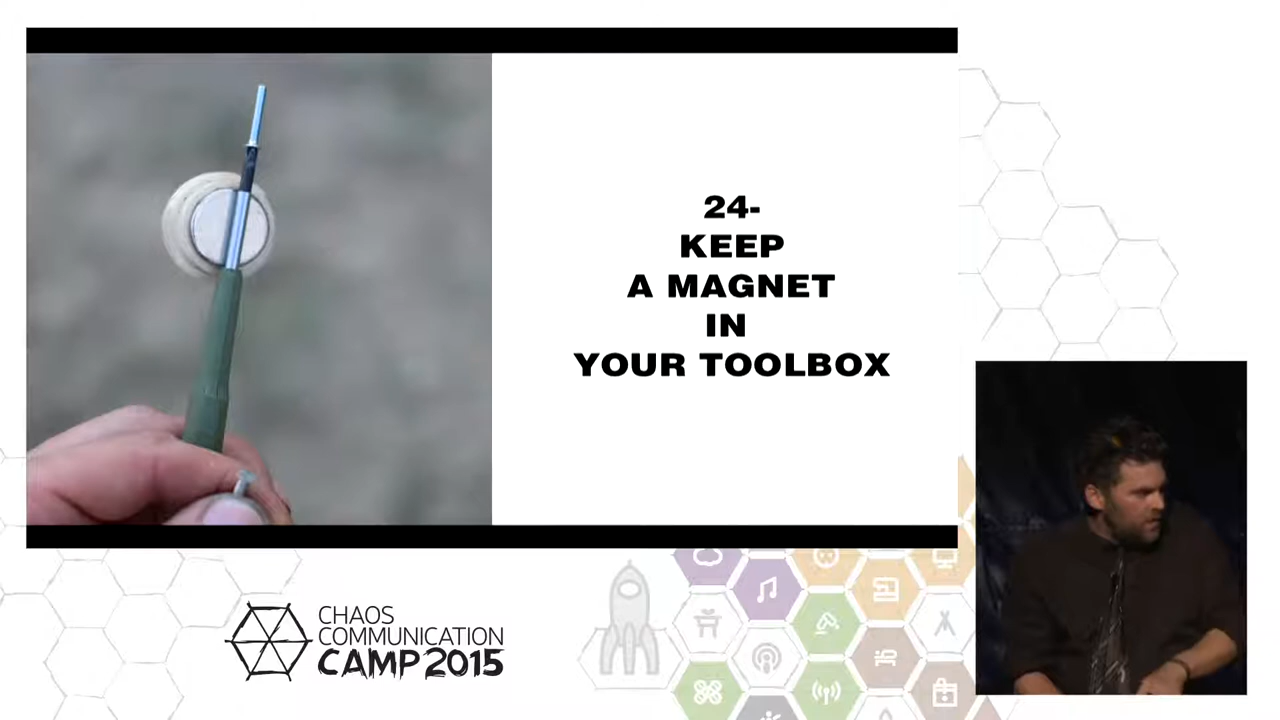 24-
KEEP
A MAGNET
IN
YOUR TOOLBOX
CHAOS
COMMUNICATION
CAMP 2015